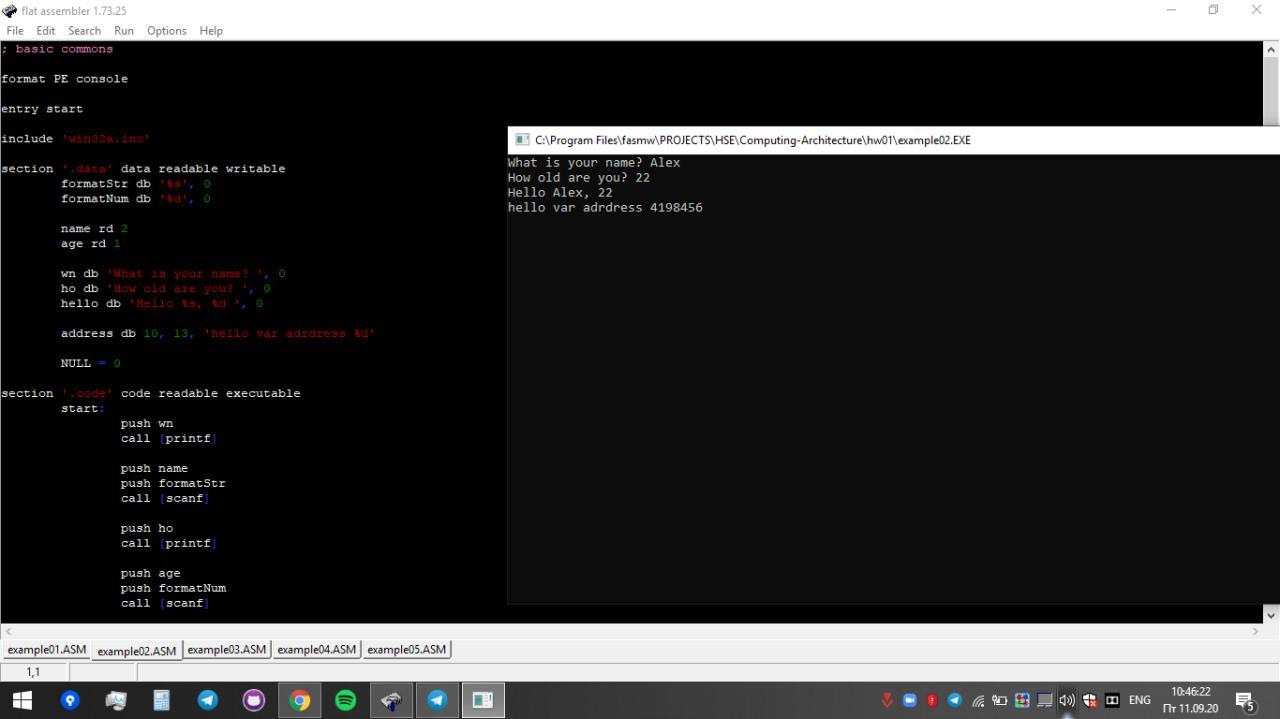 flat assembler 1.73.25
File Edit Search Run Options Help
; basic commons
format PE console
entry start
include 'win32a.inc'
section '.data' data readable writable
formatStr db '%s', 0
formatNum db '%d', 0
name rd 2
age rd 1
wn db 'What is your name? ', 0
ho db 'How old are you? ', 0
hello db 'Hello %s, %d ', 0
address db 10, 13, 'hello var adrdress %d'
NULL = 0
section '.code' code readable executable
start:
push wn
call [printf]
push name
push formatStr
call [scanf]
push ho
call [printf]
push age
push formatNum
call [scanf]
C:\Program Files\fasmw\PROJECTS\HSE\Computing-Architecture\hw01\example02.EXE
What is your name? Alex
How old are you? 22
Hello Alex, 22
hello var adrdress 4198456
example01.ASM example02.ASM example03.ASM example04.ASM example05.ASM
1,1
ENG
10:46:22
Пт 11.09.20
5